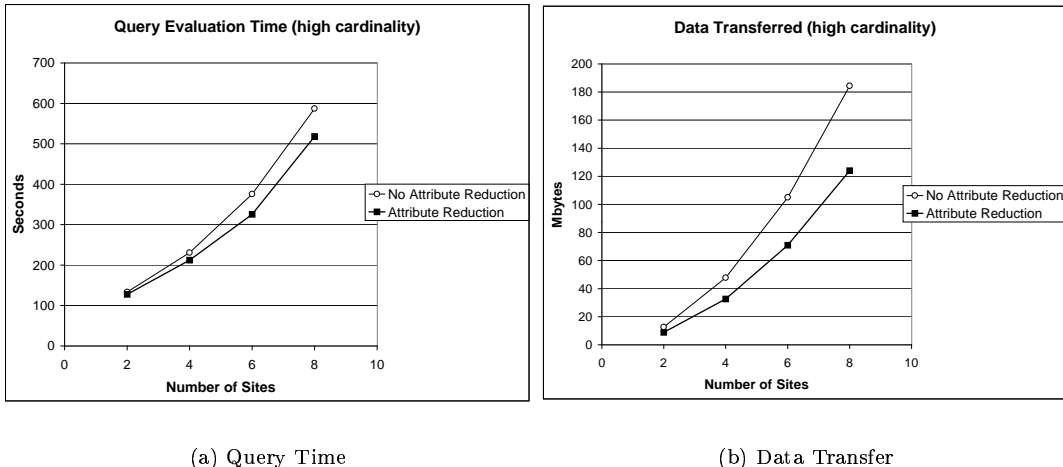 Query Evaluation Time (high cardinality)
700
600
500
400
300
200
100
0
0 2 4 6 8 10
Seconds
Number of Sites
No Attribute Reduction
Attribute Reduction
Data Transferred (high cardinality)
200
180
160
140
120
100
80
60
40
20
0
0 2 4 6 8 10
Mbytes
Number of Sites
No Attribute Reduction
Attribute Reduction
(a) Query Time
(b) Data Transfer